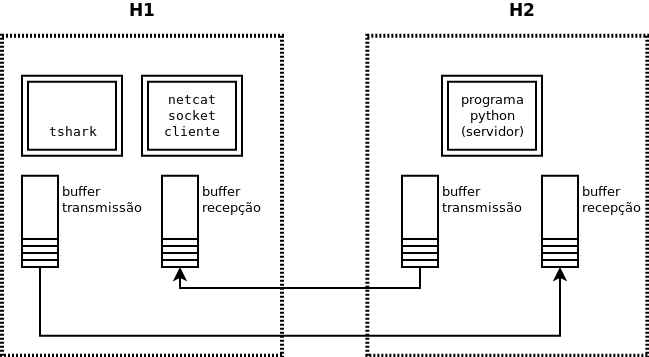 H1
H2
tshark
netcat
socket
cliente
programa
python
(servidor)
buffer
transmissão
buffer
recepção
buffer
transmissão
buffer
recepção